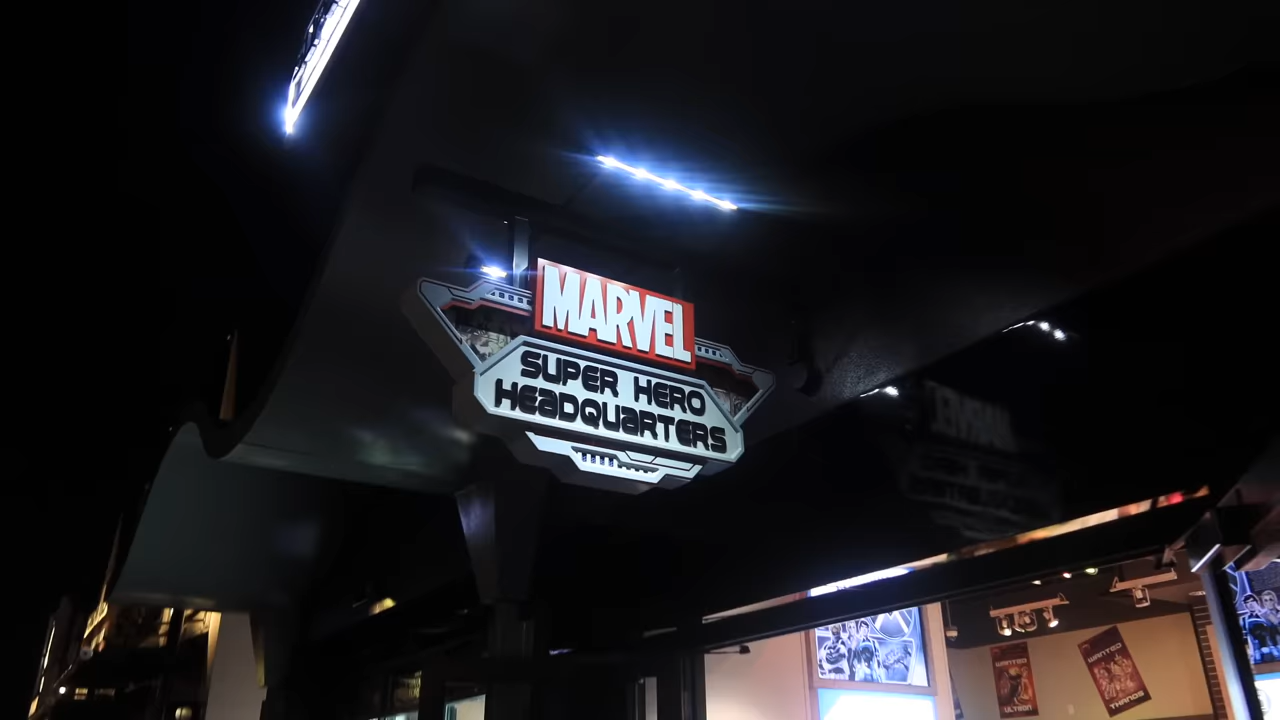 MARVEL
SUPER HERO
HEADQUARTERS
WANTED
ULTRON
WANTED
THANOS